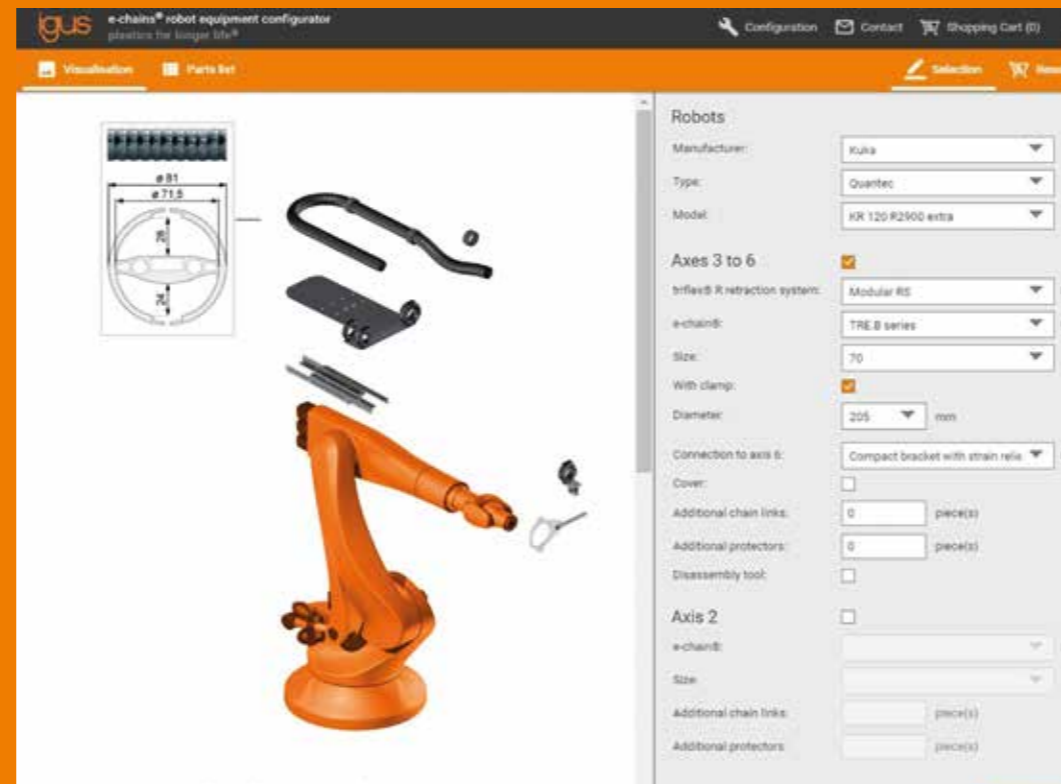 igus
e-chains® robot equipment configurator
plastics for longer life®
Configuration
Contact
Shopping Cart (0)
Visualisation
Parts list
Selection
ø 81
ø 71,5
28
24
Robots
Manufacturer:
Kuka
Type:
Quantec
Model:
KR 120 R2900 extra
Axes 3 to 6
triflex® R retraction system:
Modular RS
e-chain®:
TRE.B series
Size:
70
With clamp:
Diameter:
205
mm
Connection to axis 6:
Compact bracket with strain relie
Cover:
Additional chain links:
0
piece(s)
Additional protectors:
0
piece(s)
Disassembly tool:
Axis 2
e-chain®:
Size:
Additional chain links:
piece(s)
Additional protectors:
piece(s)